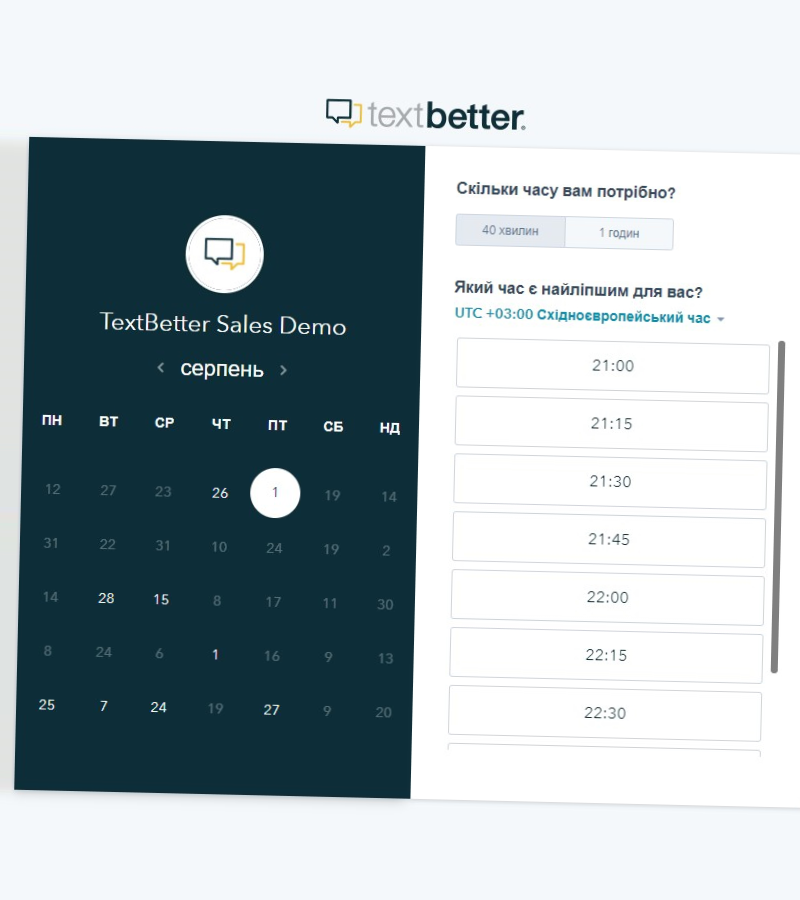 textbetter.
TextBetter Sales Demo
серпень
ПН ВТ СР ЧТ ПТ СБ НД
12 27 23 26 1 19 14
31 22 31 10 24 19 2
14 28 15 8 17 11 30
8 24 6 1 16 9 13
25 7 24 19 27 9 20
Скільки часу вам потрібно?
40 хвилин 1 годин
Який час є найліпшим для вас?
UTC +03:00 Східноєвропейський час
21:00
21:15
21:30
21:45
22:00
22:15
22:30